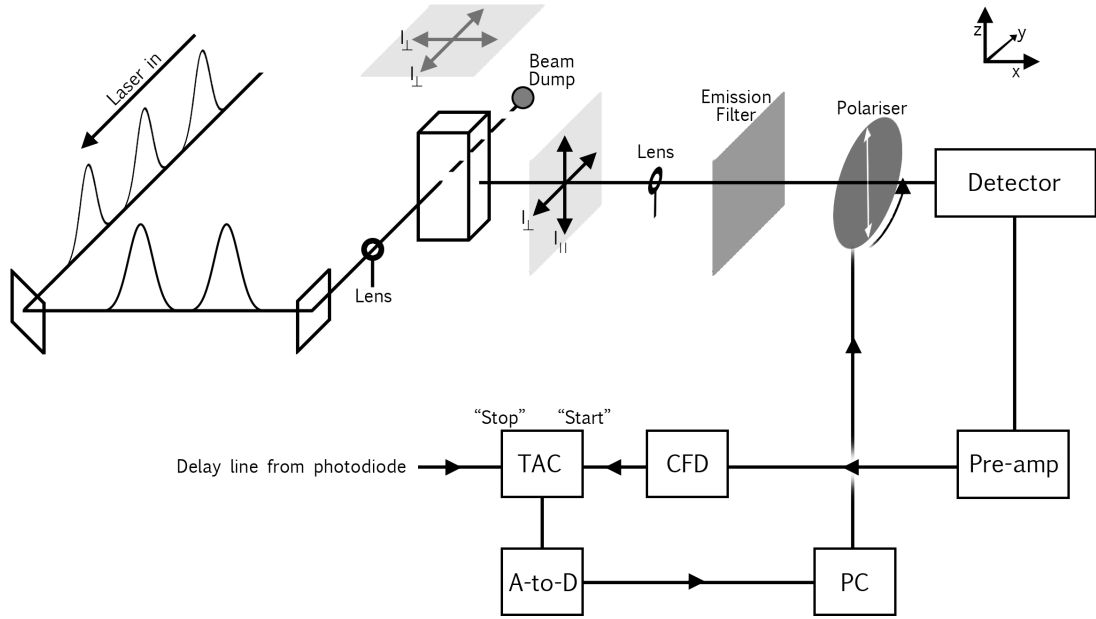 Laser in
I⊥
I⊥
Beam
Dump
z
y
x
Emission
Filter
Polariser
Lens
Detector
I⊥
I||
Lens
“Stop”
“Start”
Delay line from photodiode
TAC
CFD
Pre-amp
A-to-D
PC